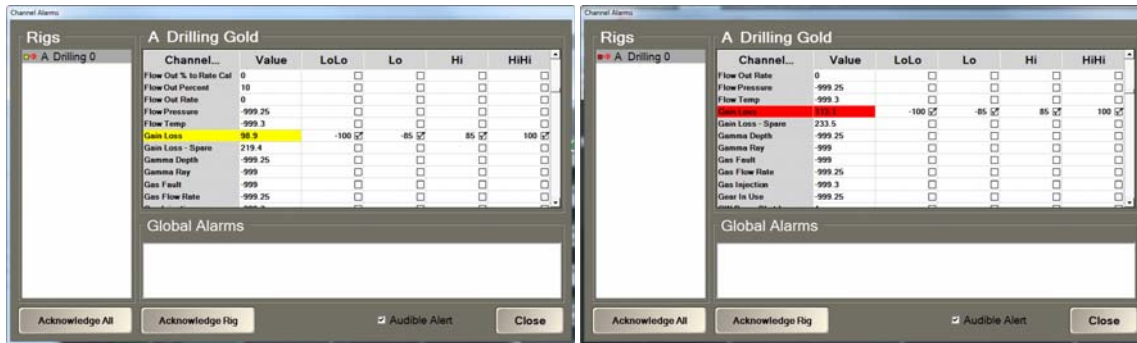 Channel Alarms
Rigs
A Drilling 0
A Drilling Gold
Channel... Value LoLo Lo Hi HiHi
Flow Out % to Rate Cal 0
Flow Out Percent 10
Flow Out Rate 0
Flow Pressure -999.25
Flow Temp -999.3
Gain Loss 98.9 -100 -85 85 100
Gain Loss - Spare 219.4
Gamma Depth -999.25
Gamma Ray -999
Gas Fault -999
Gas Flow Rate -999.25
Global Alarms
Acknowledge All
Acknowledge Rig
Audible Alert
Close
Channel Alarms
Rigs
A Drilling 0
A Drilling Gold
Channel... Value LoLo Lo Hi HiHi
Flow Out Rate 0
Flow Pressure -999.25
Flow Temp -999.3
Gain Loss -100 -85 85 100
Gain Loss - Spare 233.5
Gamma Depth -999.25
Gamma Ray -999
Gas Fault -999
Gas Flow Rate -999.25
Gas Injection -999.3
Gear In Use -999.25
Global Alarms
Acknowledge All
Acknowledge Rig
Audible Alert
Close